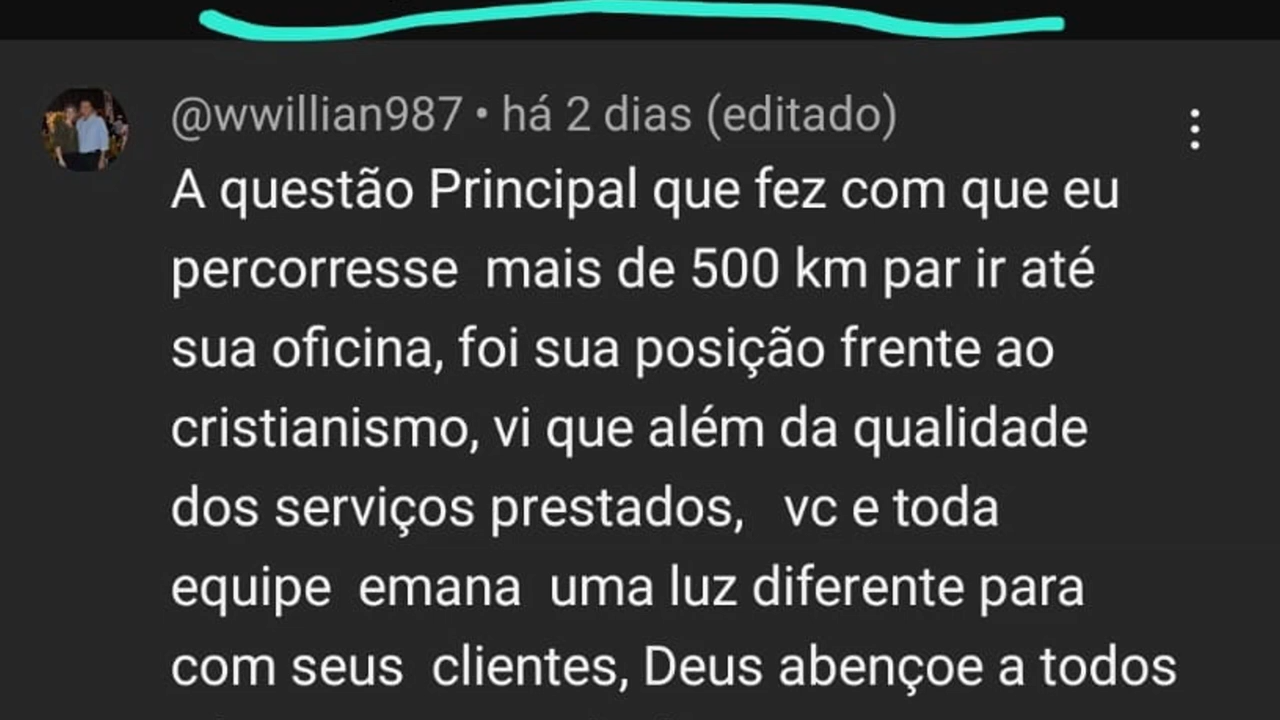 @wwillian987 • há 2 dias (editado)
A questão Principal que fez com que eu
percorresse  mais de 500 km par ir até
sua oficina, foi sua posição frente ao
cristianismo, vi que além da qualidade
dos serviços prestados,   vc e toda
equipe  emana  uma luz diferente para
com seus  clientes, Deus abençoe a todos